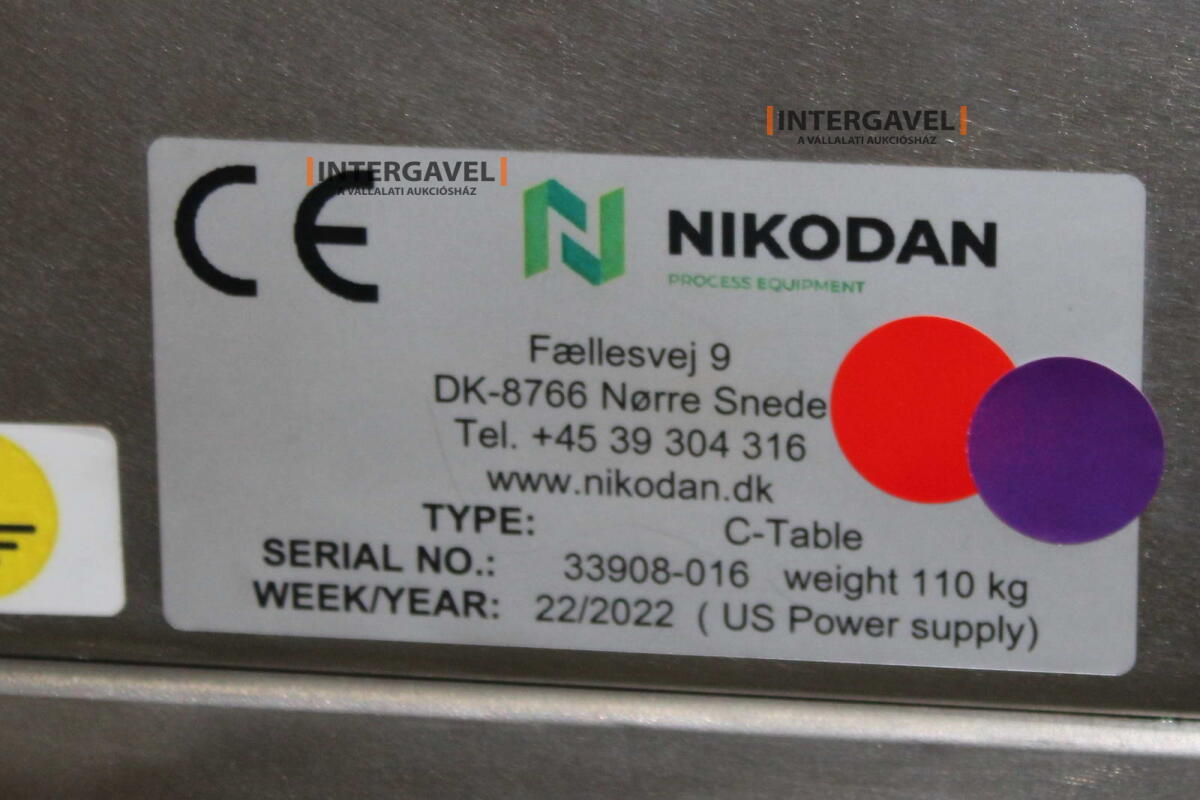 INTERGAVEL
A VÁLLALATI AUKCIÓSHÁZ
INTERGAVEL
A VÁLLALATI AUKCIÓSHÁZ
CE
NIKODAN
PROCESS EQUIPMENT
Fællesvej 9
DK-8766 Nørre Snede
Tel. +45 39 304 316
www.nikodan.dk
TYPE: C-Table
SERIAL NO.: 33908-016 weight 110 kg
WEEK/YEAR: 22/2022 ( US Power supply)